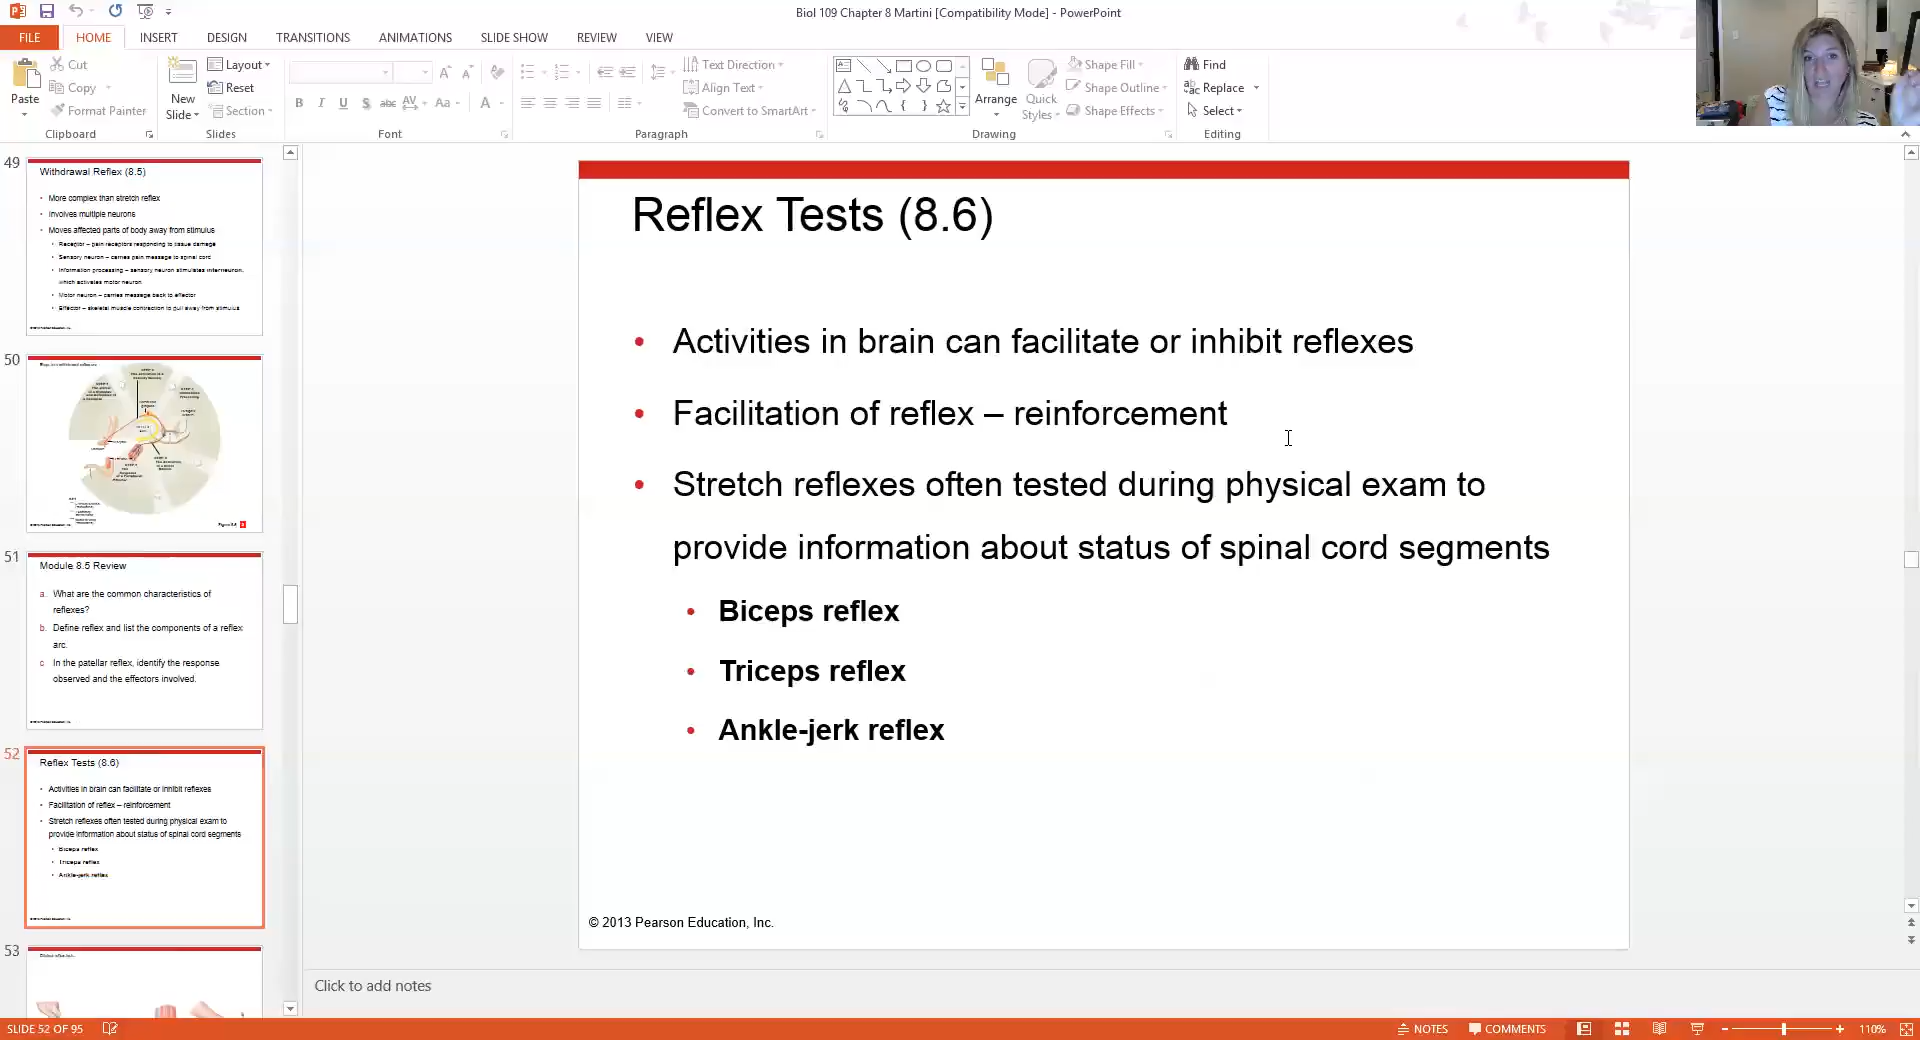 Biol 109 Chapter 8 Martini [Compatibility Mode] - PowerPoint
FILE HOME INSERT DESIGN TRANSITIONS ANIMATIONS SLIDE SHOW REVIEW VIEW
Paste
Cut
Copy
Format Painter
Clipboard
New Slide
Layout
Reset
Section
Slides
B I U S abc AV Aa A
Font
Text Direction
Align Text
Convert to SmartArt
Paragraph
Arrange
Quick Styles
Shape Fill
Shape Outline
Shape Effects
Drawing
Find
Replace
Select
Editing
49
Withdrawal Reflex (8.5)
• More complex than stretch reflex
• Involves multiple neurons
• Moves affected parts of body away from stimulus
• Receptor – pain receptors responding to tissue damage
• Sensory neuron – carries pain message to spinal cord
• Information processing – sensory neuron stimulates interneuron,
which activates motor neuron
• Motor neuron – carries message back to effector
• Effector – skeletal muscle contraction to pull away from stimulus
50
51
Module 8.5 Review
a. What are the common characteristics of
reflexes?
b. Define reflex and list the components of a reflex
arc.
c. In the patellar reflex, identify the response
observed and the effectors involved.
52
Reflex Tests (8.6)
• Activities in brain can facilitate or inhibit reflexes
• Facilitation of reflex – reinforcement
• Stretch reflexes often tested during physical exam to
provide information about status of spinal cord segments
• Biceps reflex
• Triceps reflex
• Ankle-jerk reflex
53
Reflex Tests (8.6)
• Activities in brain can facilitate or inhibit reflexes
• Facilitation of reflex – reinforcement
• Stretch reflexes often tested during physical exam to
provide information about status of spinal cord segments
• Biceps reflex
• Triceps reflex
• Ankle-jerk reflex
© 2013 Pearson Education, Inc.
Click to add notes
SLIDE 52 OF 95
NOTES
COMMENTS
110%